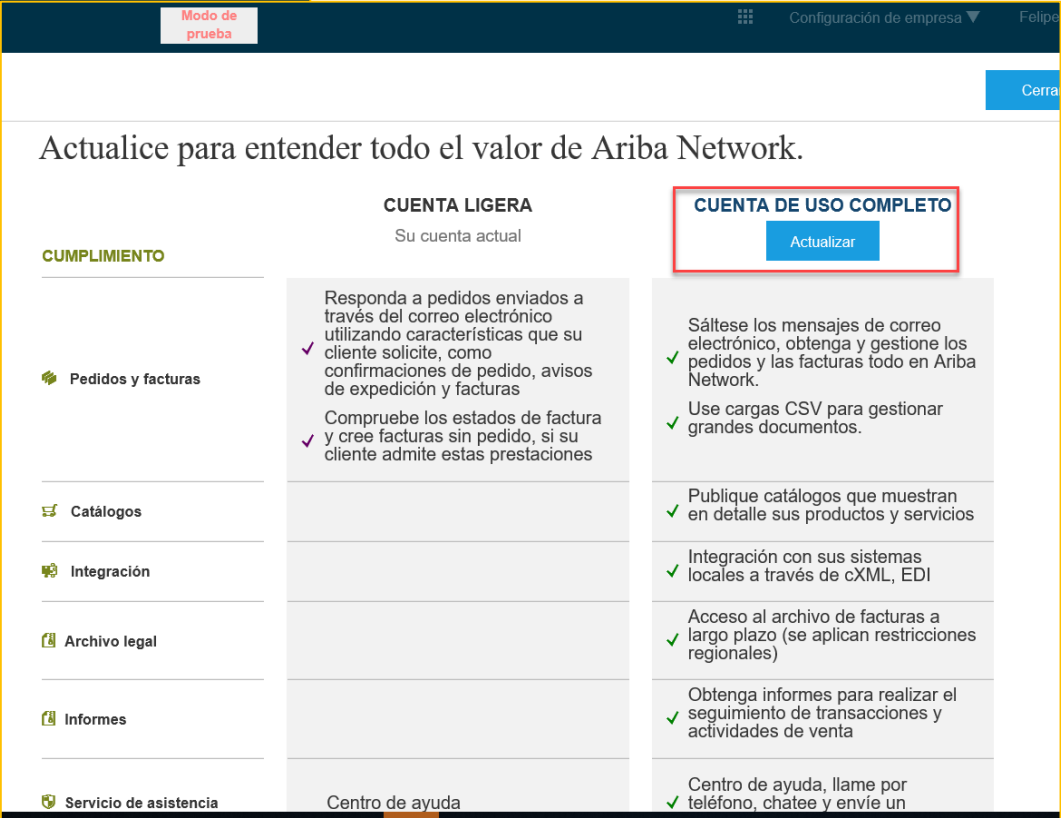 Modo de
prueba
Configuración de empresa
Felipe
Actualice para entender todo el valor de Ariba Network.
CUENTA LIGERA
Su cuenta actual
CUENTA DE USO COMPLETO
Actualizar
CUMPLIMIENTO
Pedidos y facturas
Responda a pedidos enviados a
través del correo electrónico
utilizando características que su
cliente solicite, como
confirmaciones de pedido, avisos
de expedición y facturas
Compruebe los estados de factura
y cree facturas sin pedido, si su
cliente admite estas prestaciones
Sáltese los mensajes de correo
electrónico, obtenga y gestione los
pedidos y las facturas todo en Ariba
Network.
Use cargas CSV para gestionar
grandes documentos.
Catálogos
Publique catálogos que muestran
en detalle sus productos y servicios
Integración
Integración con sus sistemas
locales a través de cXML, EDI
Archivo legal
Acceso al archivo de facturas a
largo plazo (se aplican restricciones
regionales)
Informes
Obtenga informes para realizar el
seguimiento de transacciones y
actividades de venta
Servicio de asistencia
Centro de ayuda
Centro de ayuda, llame por
teléfono, chatee y envíe un